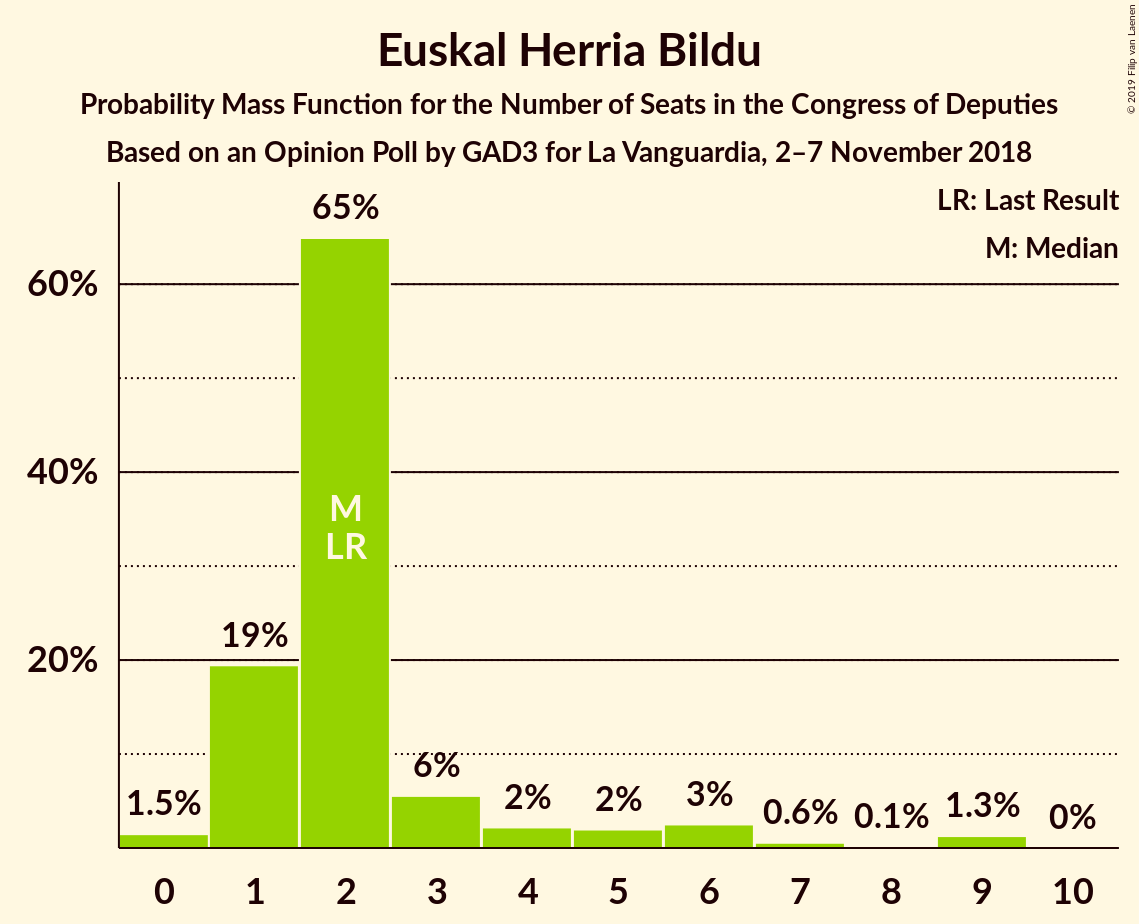 Euskal Herria Bildu
Probability Mass Function for the Number of Seats in the Congress of Deputies
Based on an Opinion Poll by GAD3 for La Vanguardia, 2–7 November 2018
© 2019 Filip van Laenen
LR: Last Result
M: Median
65%
60%
40%
M
LR
19%
20%
6%
1.5%
2%
2%
3%
0.6%
0.1%
1.3%
0%
0 1 2 3 4 5 6 7 8 9 10